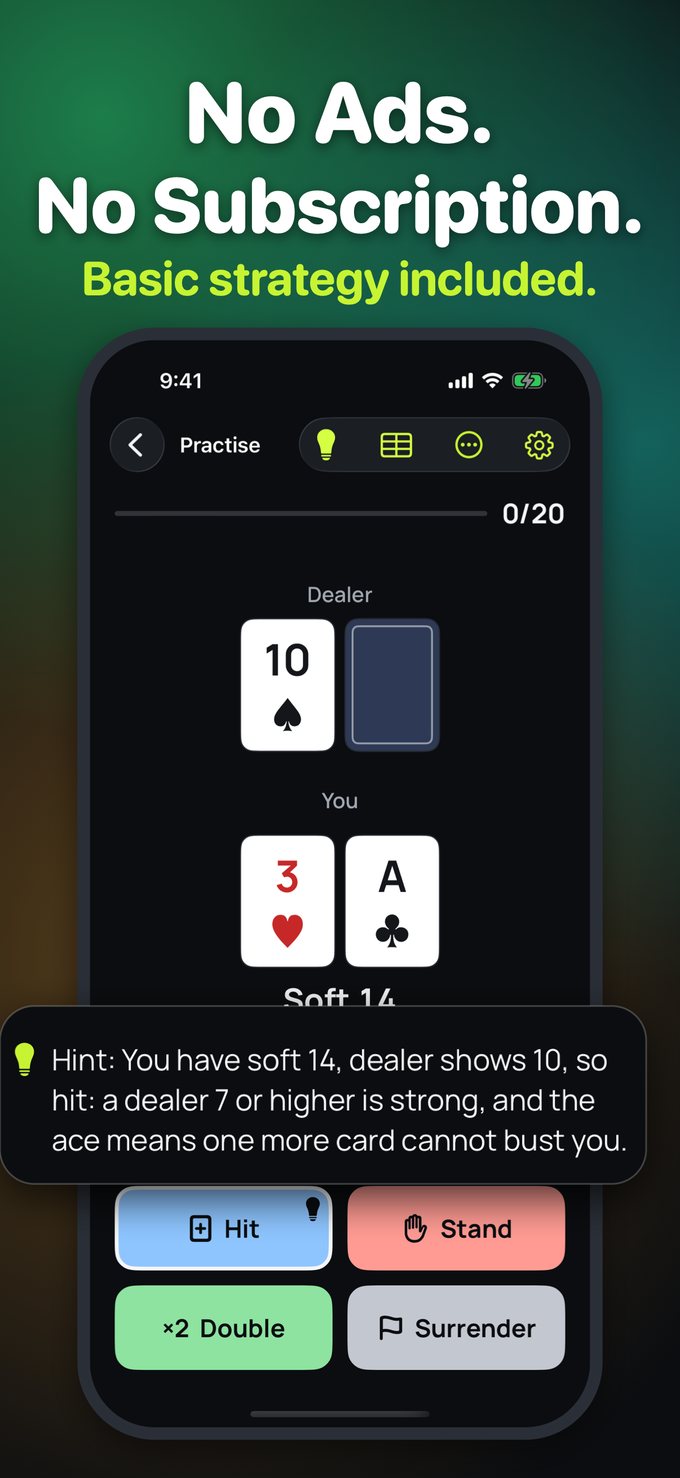 No Ads.
No Subscription.
Basic strategy included.
9:41
Practise
0/20
Dealer
10
You
3
A
Soft 14
Hint: You have soft 14, dealer shows 10, so
hit: a dealer 7 or higher is strong, and the
ace means one more card cannot bust you.
Hit
Stand
×2 Double
Surrender